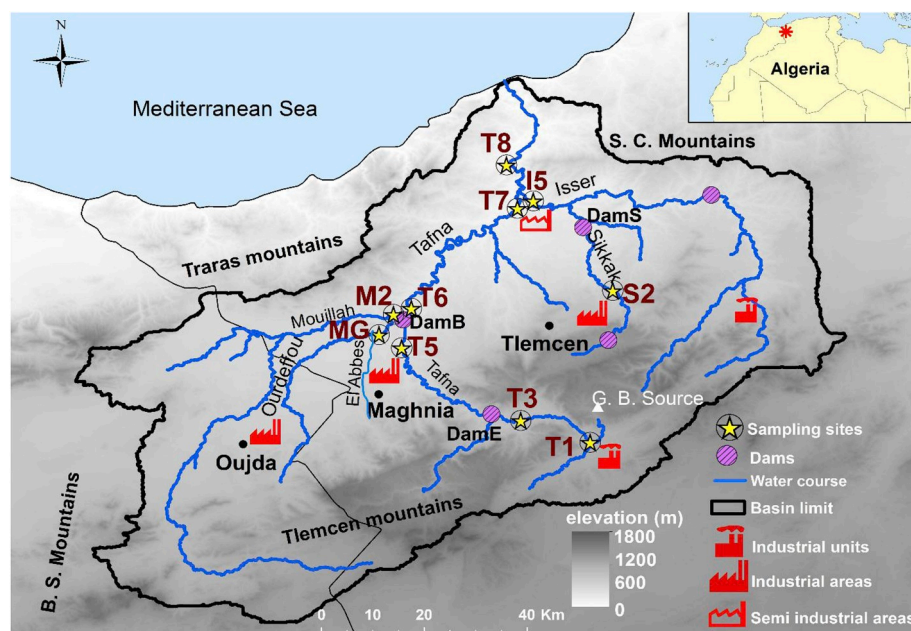 N
Mediterranean Sea
Algeria
S. C. Mountains
T8
I5
Isser
T7
DamS
Tafna
Sikkak
Traras mountains
S2
M2
T6
Mouillah
DamB
MG
Tlemcen
T5
Ourdeffou
El Abbes
Tafna
Maghnia
G. B. Source
T3
DamE
T1
Oujda
B. S. Mountains
Tlemcen mountains
elevation (m)
1800
1200
600
0
0 10 20 40 Km
Sampling sites
Dams
Water course
Basin limit
Industrial units
Industrial areas
Semi industrial areas